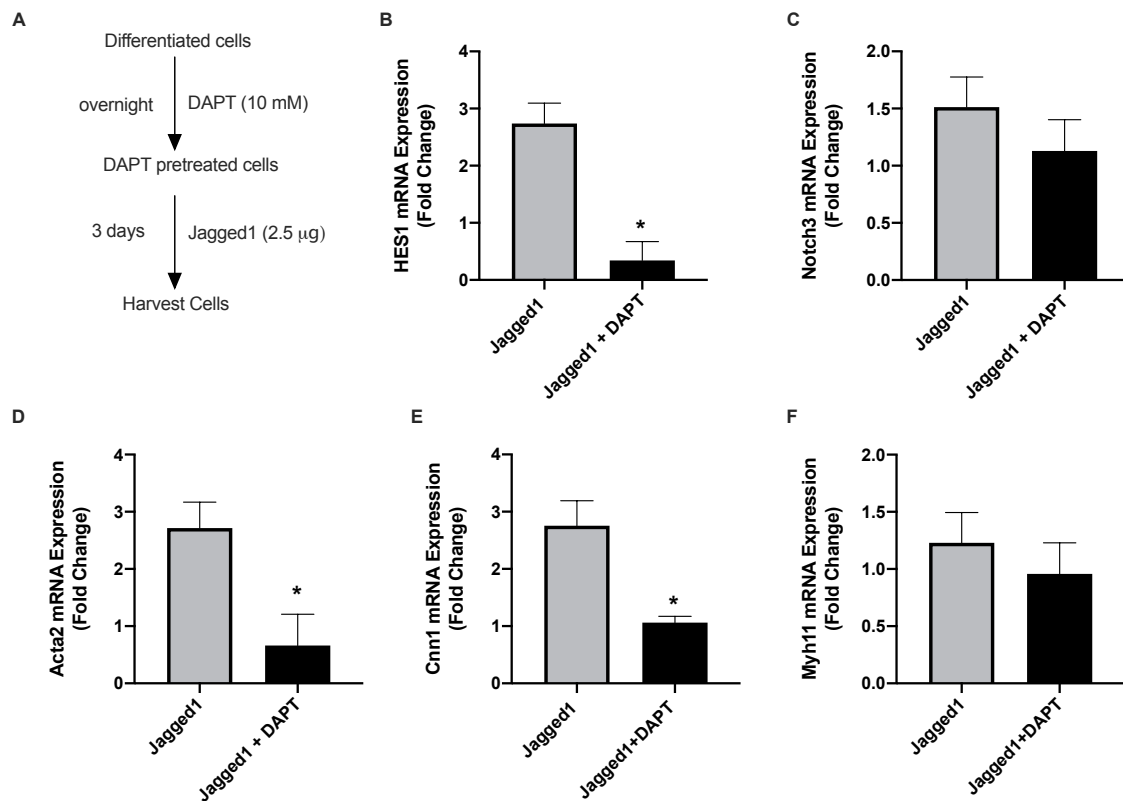 A
Differentiated cells
overnight DAPT (10 mM)
DAPT pretreated cells
3 days Jagged1 (2.5 μg)
Harvest Cells
B
HES1 mRNA Expression
(Fold Change)
4
3
2
1
0
*
Jagged1
Jagged1 + DAPT
C
Notch3 mRNA Expression
(Fold Change)
2.0
1.5
1.0
0.5
0.0
Jagged1
Jagged1 + DAPT
D
Acta2 mRNA Expression
(Fold Change)
4
3
2
1
0
*
Jagged1
Jagged1 + DAPT
E
Cnn1 mRNA Expression
(Fold Change)
4
3
2
1
0
*
Jagged1
Jagged1+DAPT
F
Myh11 mRNA Expression
(Fold Change)
2.0
1.5
1.0
0.5
0.0
Jagged1
Jagged1+DAPT